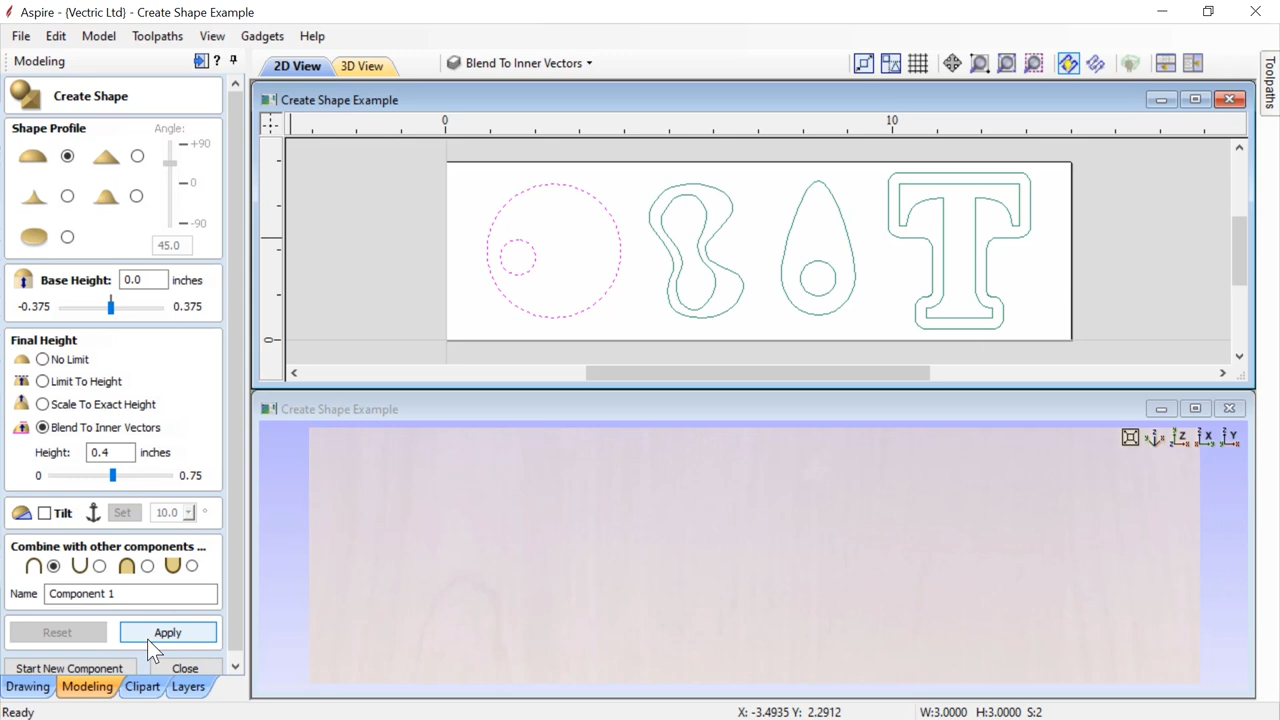 Aspire - {Vectric Ltd} - Create Shape Example
File Edit Model Toolpaths View Gadgets Help
Modeling ?
2D View 3D View
Blend To Inner Vectors
Toolpaths
Create Shape
Shape Profile
Angle:
+90
0
-90
45.0
Base Height: 0.0 inches
-0.375 0.375
Final Height
No Limit
Limit To Height
Scale To Exact Height
Blend To Inner Vectors
Height: 0.4 inches
0 0.75
Tilt Set 10.0 °
Combine with other components ...
Name Component 1
Reset Apply
Start New Component Close
Drawing Modeling Clipart Layers
Create Shape Example
0 10
0
Create Shape Example
Z X Y
Ready
X: -3.4935 Y: 2.2912
W:3.0000 H:3.0000 S:2